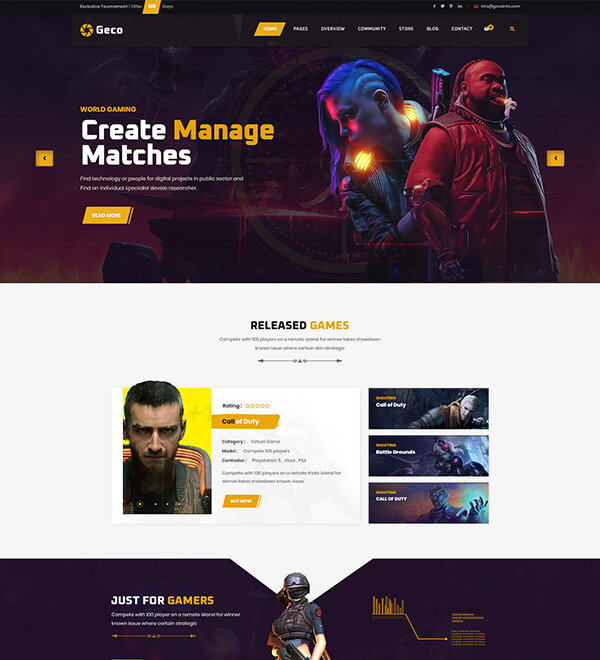 Exclusive Tournament ! Offer
Days
info@gecoinfo.com
Geco
HOME
PAGES
OVERVIEW
COMMUNITY
STORE
BLOG
CONTACT
WORLD GAMING
Create Manage
Matches
Find technology or people for digital projects in public sector and
Find an individual specialist develo researcher.
READ MORE
RELEASED GAMES
Compete with 100 players on a remote island for winner takes showdown
known issue where certain skin strategic
Rating :
Call of Duty
Category : Virtual Game
Model : Compete 100 players
Controller : Playstation 5 , Xbox , PS4
Compete with 100 players on a remote thats island for
winner takes showdown known issue
BUY NOW
SHOOTING
Call of Duty
SHOOTING
Battle Grounds
SHOOTING
CALL OF DUTY
JUST FOR GAMERS
Compete with 100 player on a remote island for winner
known issue where certain strategic